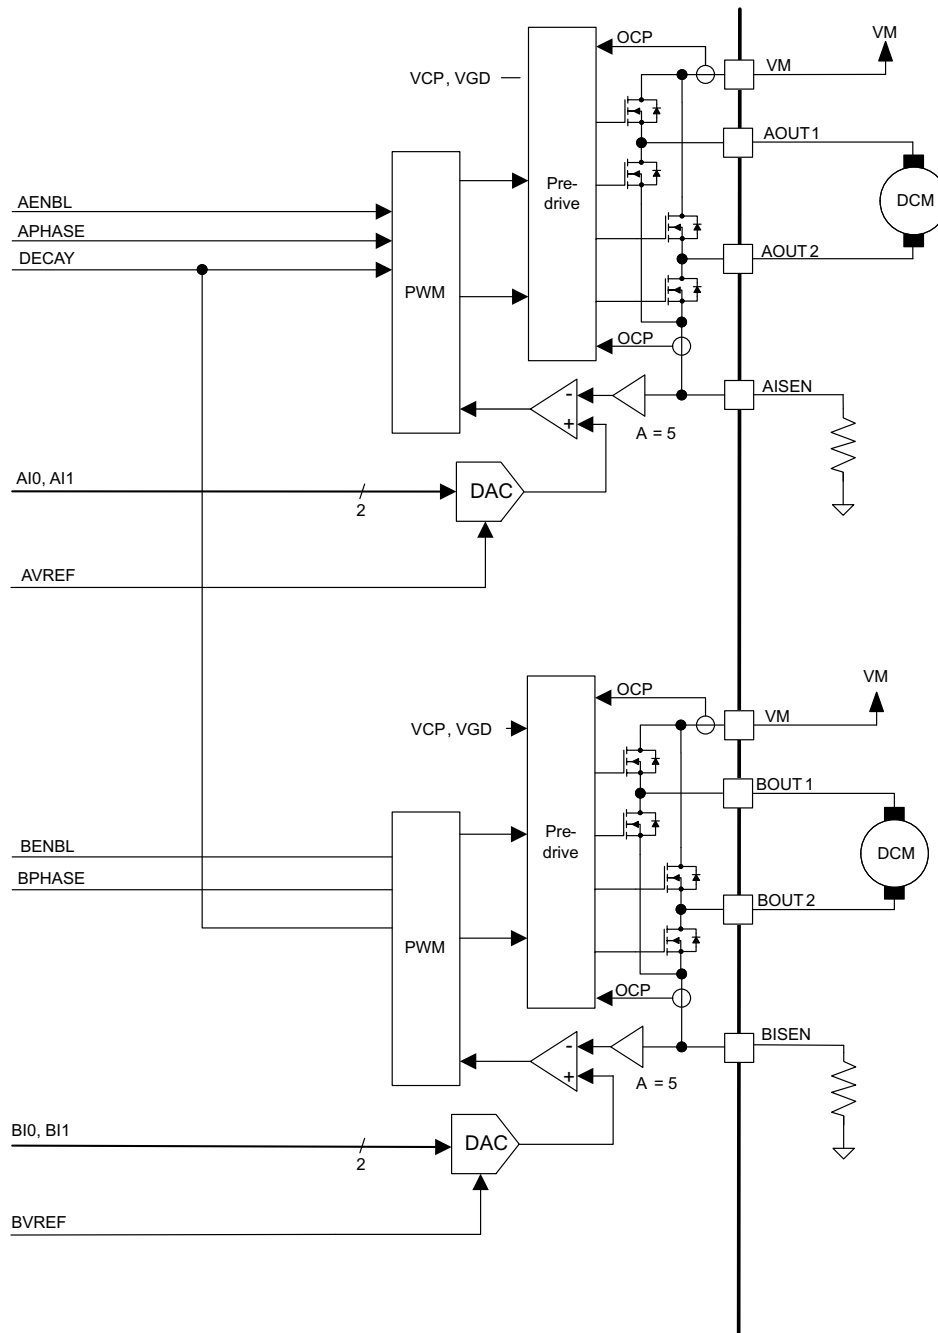 OCP
VM
VCP, VGD
VM
AOUT1
Pre-
drive
DCM
AENBL
APHASE
DECAY
AOUT2
PWM
OCP
AISEN
-
+
A = 5
AI0, AI1
2
DAC
AVREF
VM
OCP
VCP, VGD
VM
BOUT1
Pre-
drive
DCM
BENBL
BPHASE
BOUT2
PWM
OCP
BISEN
-
+
A = 5
BI0, BI1
2
DAC
BVREF